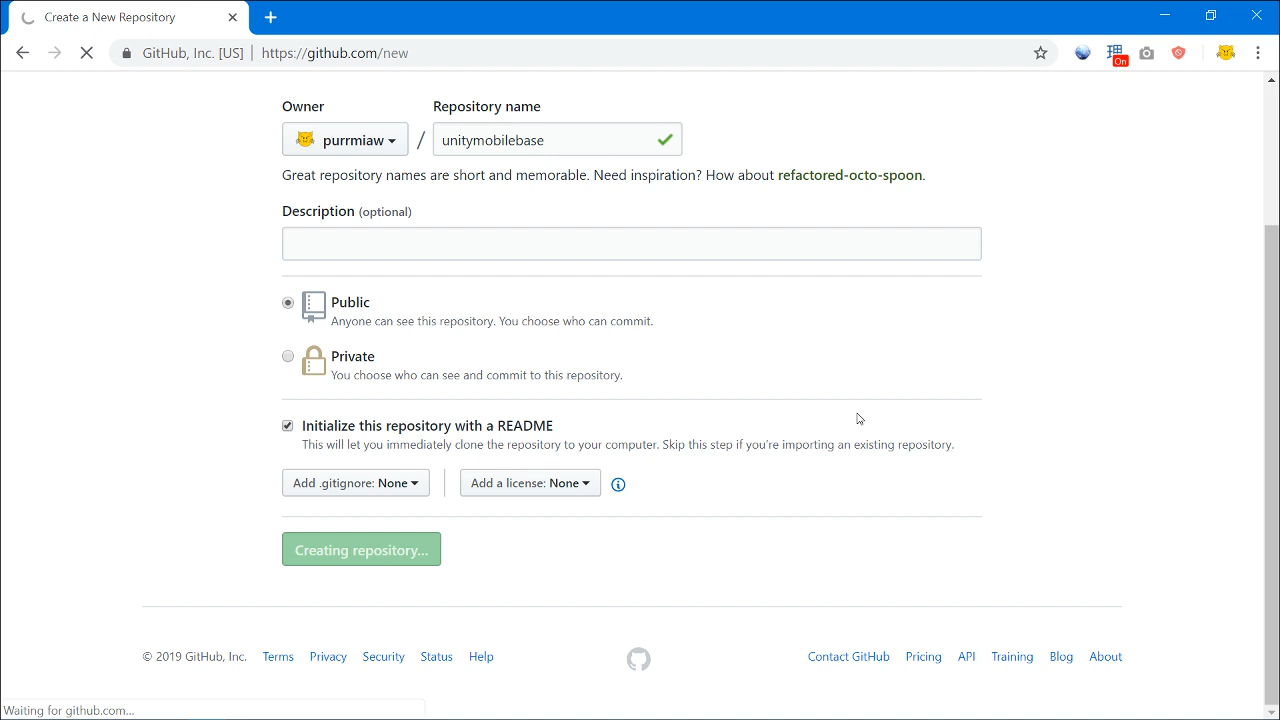 Create a New Repository
GitHub, Inc. [US] | https://github.com/new
On
Owner
Repository name
purrmiaw / unitymobilebase
Great repository names are short and memorable. Need inspiration? How about refactored-octo-spoon.
Description (optional)
Public
Anyone can see this repository. You choose who can commit.
Private
You choose who can see and commit to this repository.
Initialize this repository with a README
This will let you immediately clone the repository to your computer. Skip this step if you're importing an existing repository.
Add .gitignore: None
Add a license: None
Creating repository...
© 2019 GitHub, Inc. Terms Privacy Security Status Help Contact GitHub Pricing API Training Blog About
Waiting for github.com...